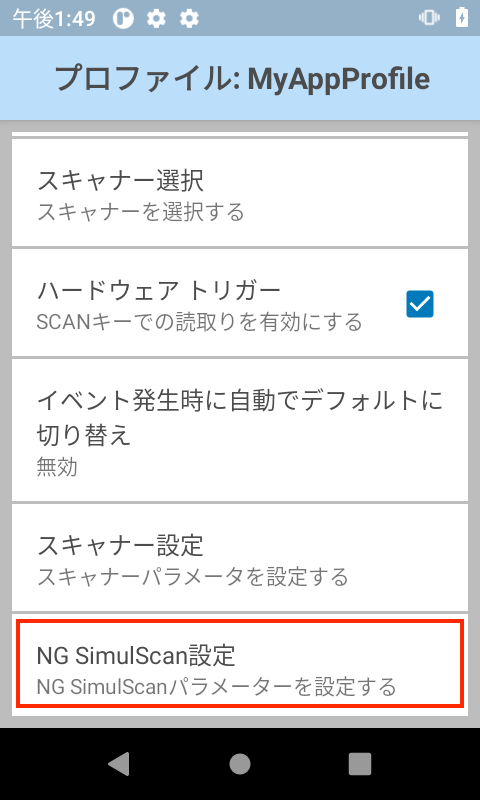 午後1:49
プロファイル: MyAppProfile
スキャナー選択
スキャナーを選択する
ハードウェア トリガー
SCANキーでの読取りを有効にする
イベント発生時に自動でデフォルトに
切り替え
無効
スキャナー設定
スキャナーパラメータを設定する
NG SimulScan設定
NG SimulScanパラメーターを設定する